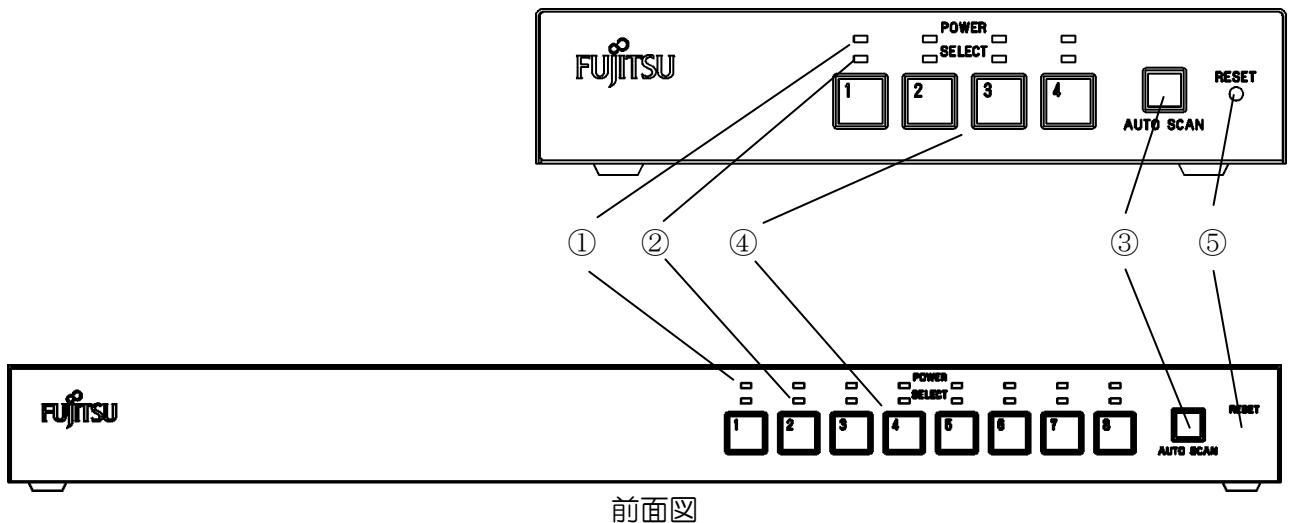 POWER
SELECT
FUJITSU
1 2 3 4
RESET
AUTO SCAN
① ② ④ ③ ⑤
POWER
SELECT
FUJITSU
RESET
1 2 3 4 5 6 7 8
AUTO SCAN
前面図